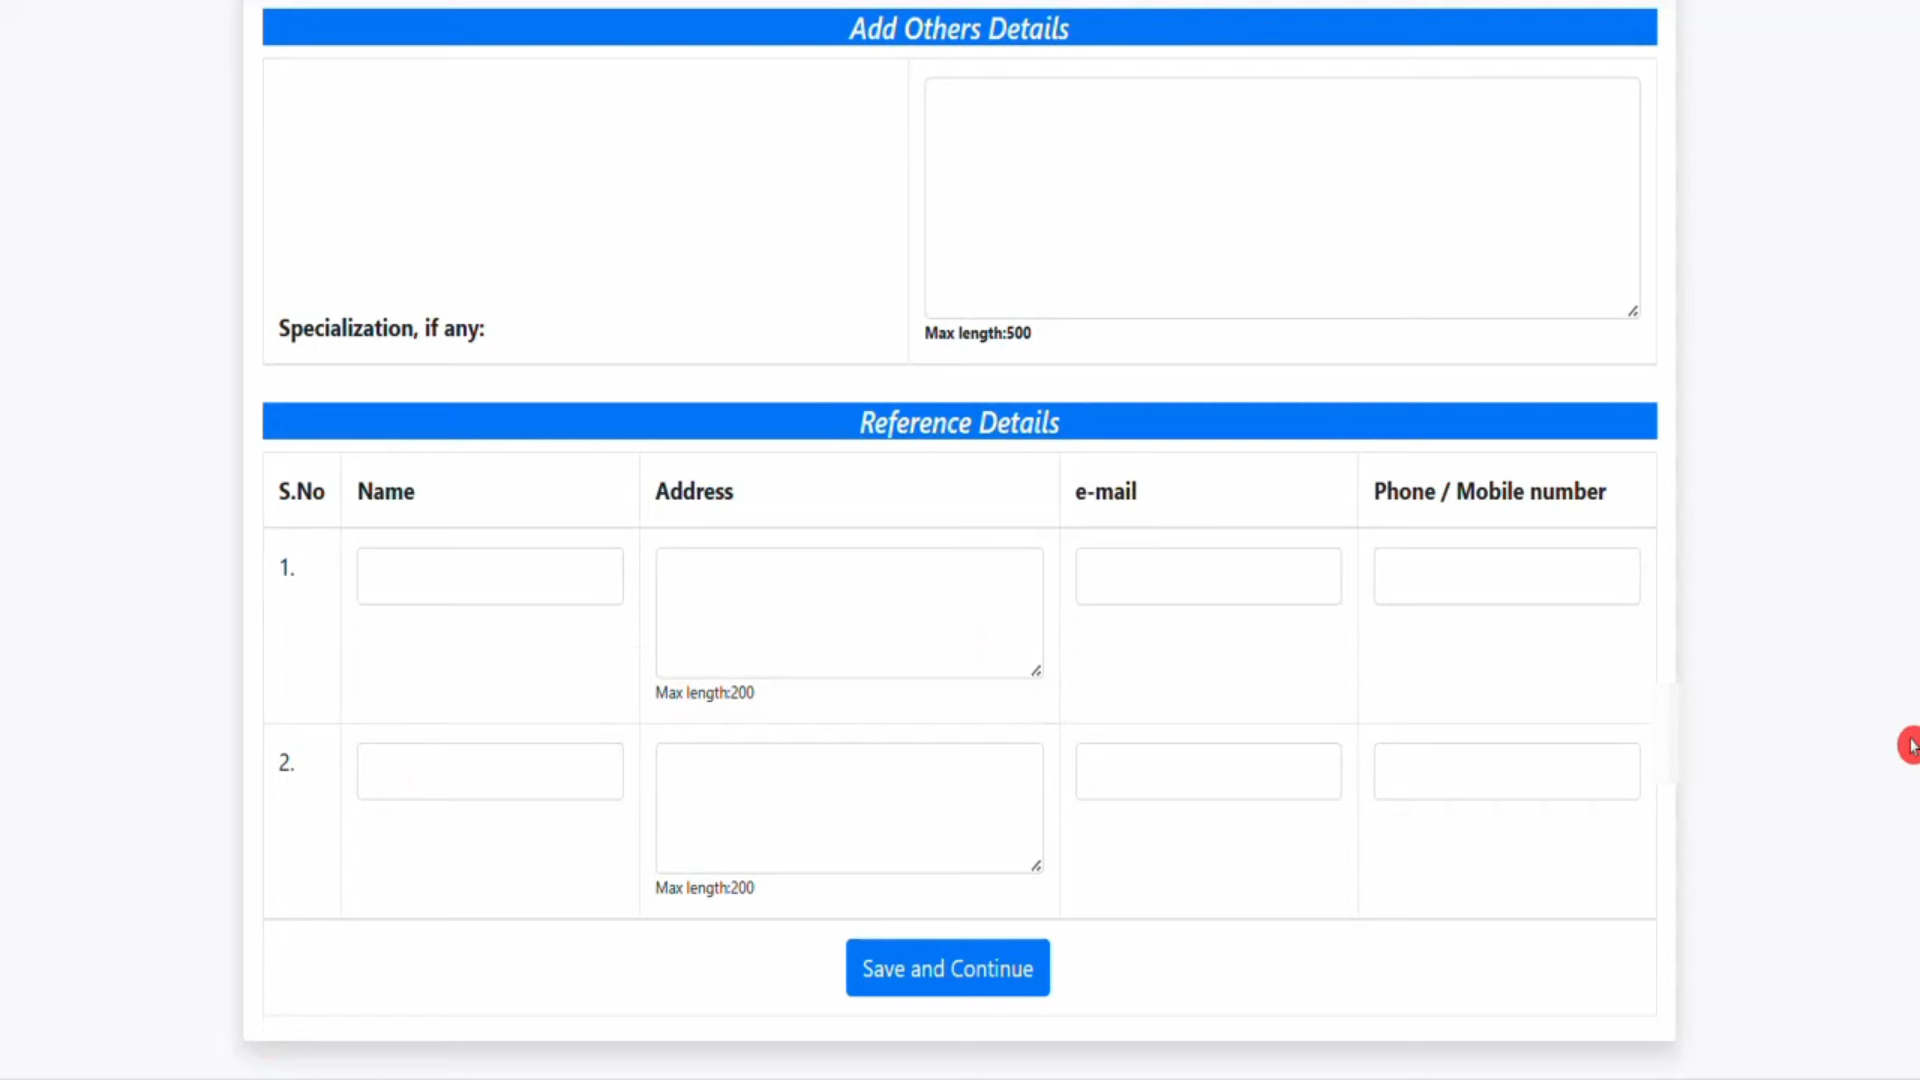 Add Others Details
Specialization, if any:
Max length:500
Reference Details
S.No Name Address e-mail Phone / Mobile number
1.
Max length:200
2.
Max length:200
Save and Continue